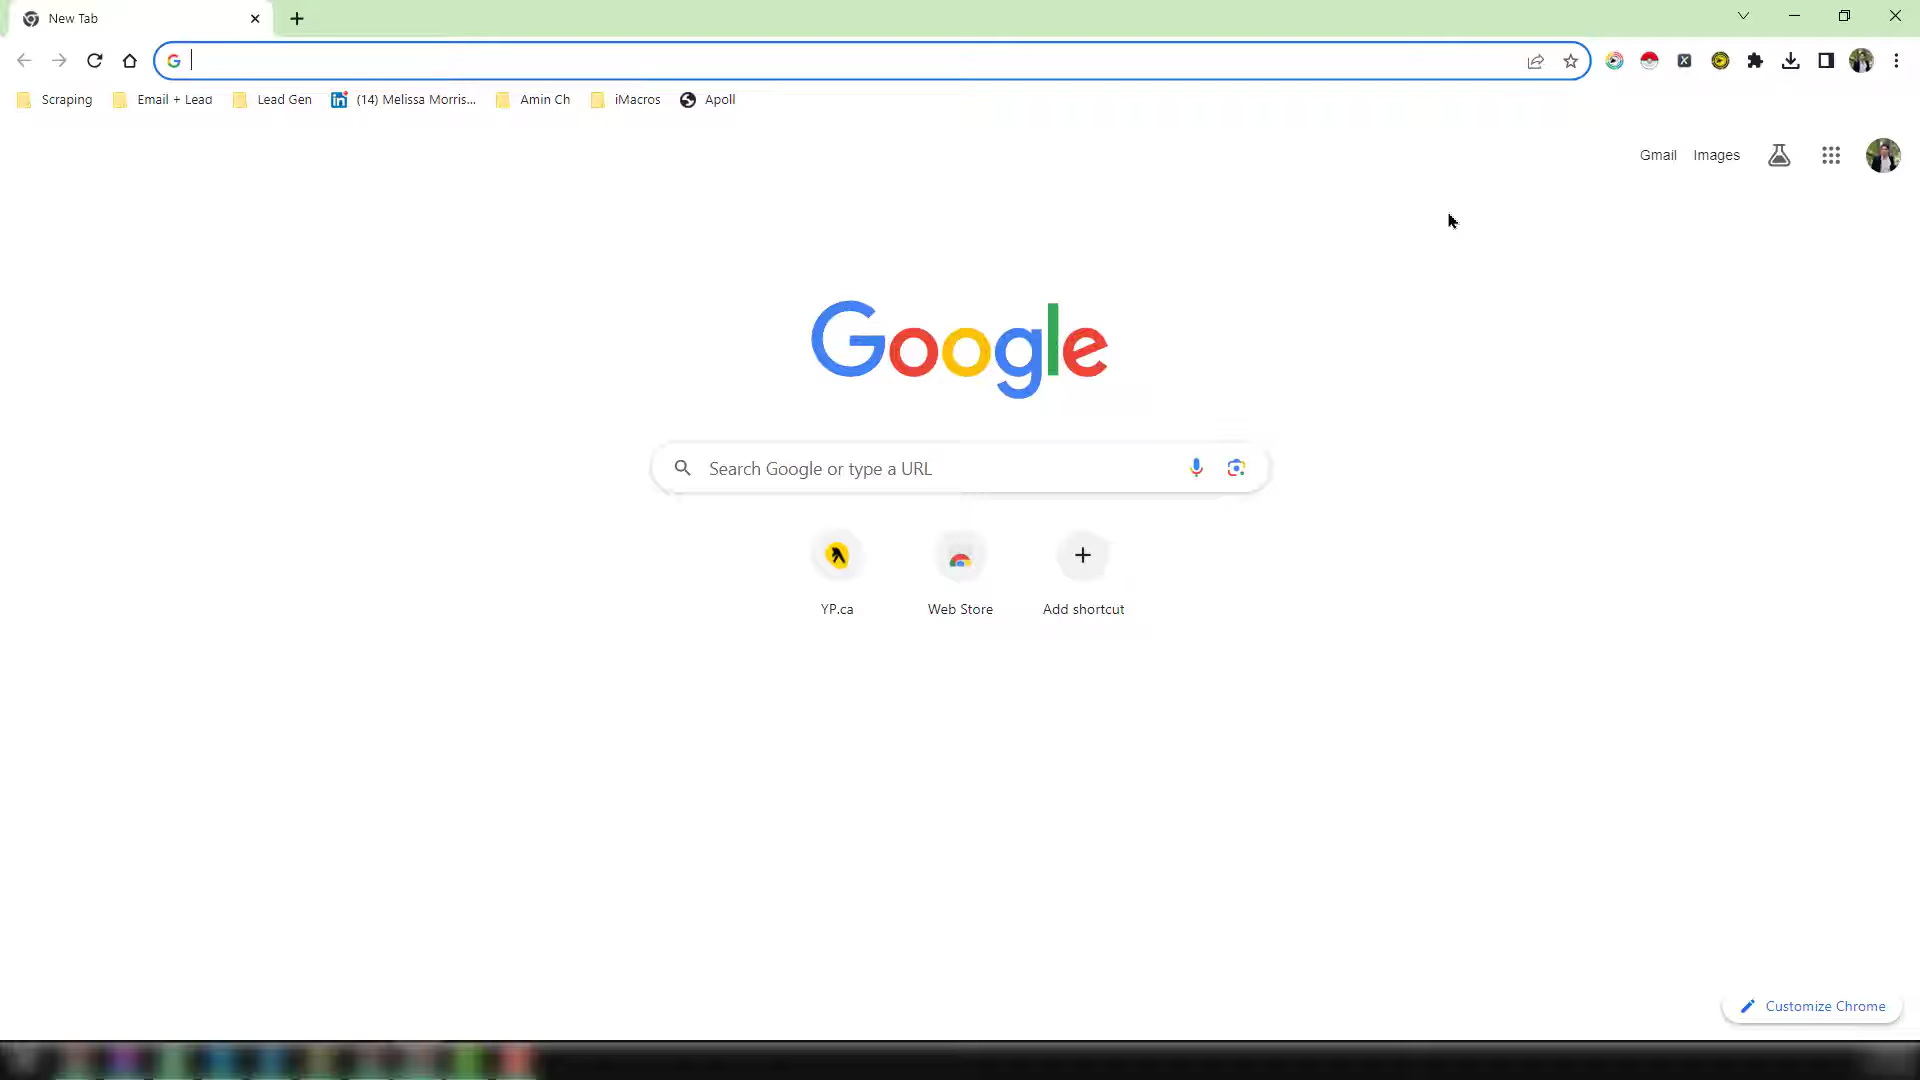 New Tab
Scraping
Email + Lead
Lead Gen
(14) Melissa Morris...
Amin Ch
iMacros
Apoll
Gmail
Images
Google
Search Google or type a URL
YP.ca
Web Store
Add shortcut
Customize Chrome